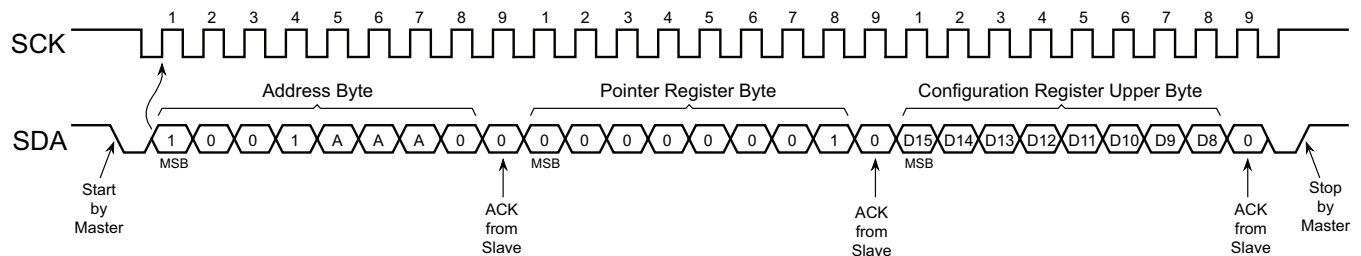 1 2 3 4 5 6 7 8 9 1 2 3 4 5 6 7 8 9 1 2 3 4 5 6 7 8 9
SCK
Address Byte Pointer Register Byte Configuration Register Upper Byte
SDA 1 0 0 1 A A A 0 0 0 0 0 0 0 0 0 1 0 D15 D14 D13 D12 D11 D10 D9 D8 0
MSB MSB MSB
Start
by
Master
ACK
from
Slave
ACK
from
Slave
ACK
from
Slave
Stop
by
Master